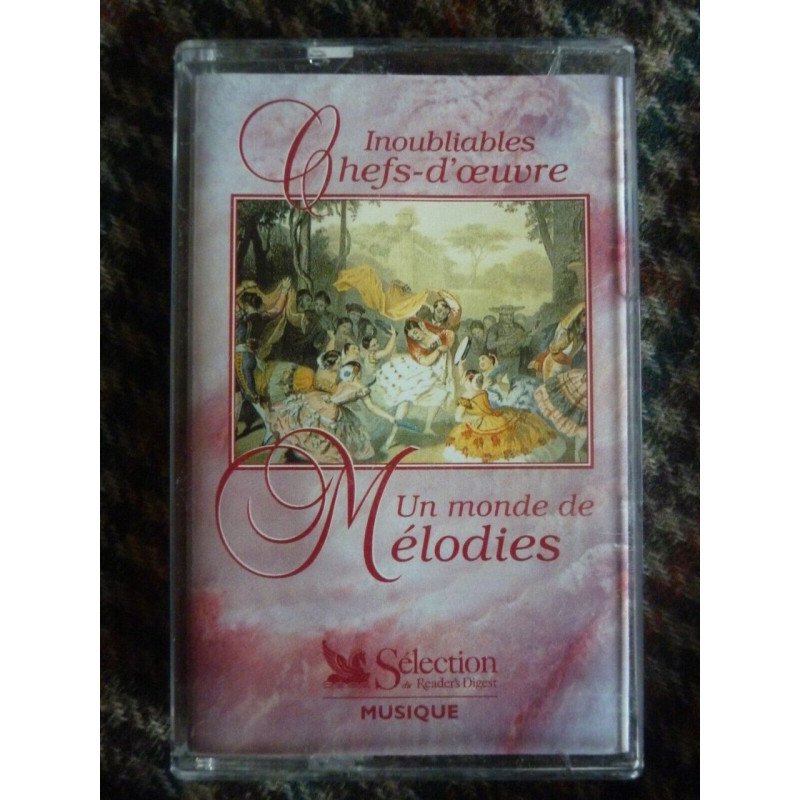 Inoubliables
Chefs-d'œuvre
Un monde de
Mélodies
Sélection
du Reader's Digest
MUSIQUE